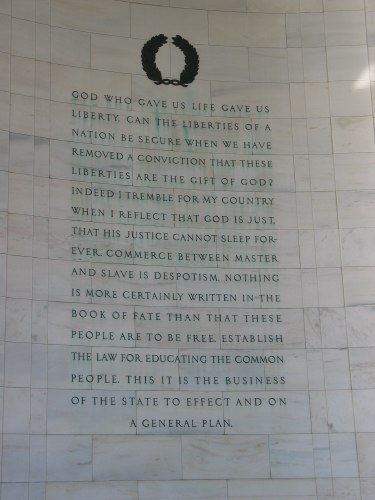 GOD WHO GAVE US LIFE GAVE US
LIBERTY. CAN THE LIBERTIES OF A
NATION BE SECURE WHEN WE HAVE
REMOVED A CONVICTION THAT THESE
LIBERTIES ARE THE GIFT OF GOD?
INDEED I TREMBLE FOR MY COUNTRY
WHEN I REFLECT THAT GOD IS JUST,
THAT HIS JUSTICE CANNOT SLEEP FOR-
EVER. COMMERCE BETWEEN MASTER
AND SLAVE IS DESPOTISM. NOTHING
IS MORE CERTAINLY WRITTEN IN THE
BOOK OF FATE THAN THAT THESE
PEOPLE ARE TO BE FREE. ESTABLISH
THE LAW FOR EDUCATING THE COMMON
PEOPLE. THIS IT IS THE BUSINESS
OF THE STATE TO EFFECT AND ON
A GENERAL PLAN.